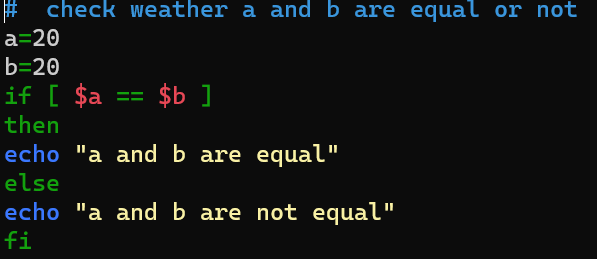 #  check weather a and b are equal or not
a=20
b=20
if [ $a == $b ]
then
echo "a and b are equal"
else
echo "a and b are not equal"
fi